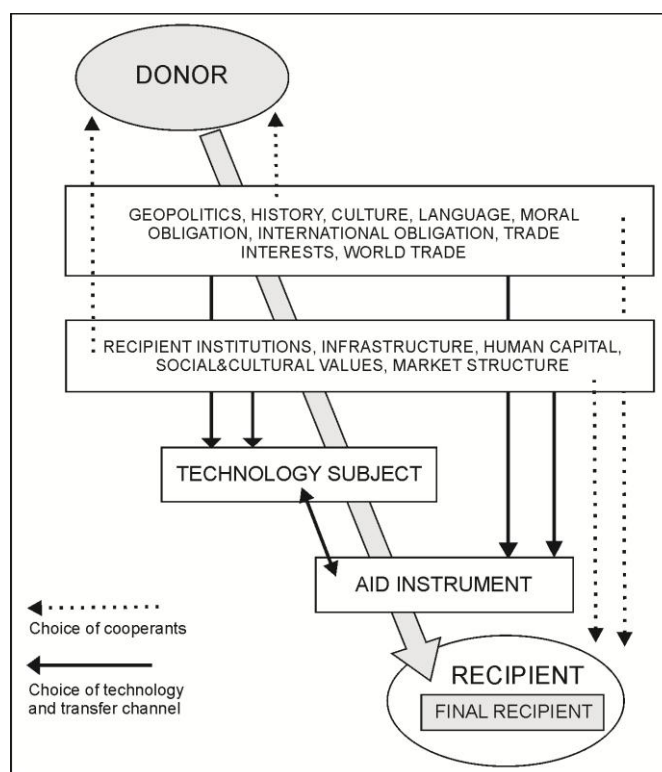 DONOR
GEOPOLITICS, HISTORY, CULTURE, LANGUAGE, MORAL
OBLIGATION, INTERNATIONAL OBLIGATION, TRADE
INTERESTS, WORLD TRADE
RECIPIENT INSTITUTIONS, INFRASTRUCTURE, HUMAN CAPITAL,
SOCIAL&CULTURAL VALUES, MARKET STRUCTURE
TECHNOLOGY SUBJECT
AID INSTRUMENT
Choice of cooperants
Choice of technology
and transfer channel
RECIPIENT
FINAL RECIPIENT